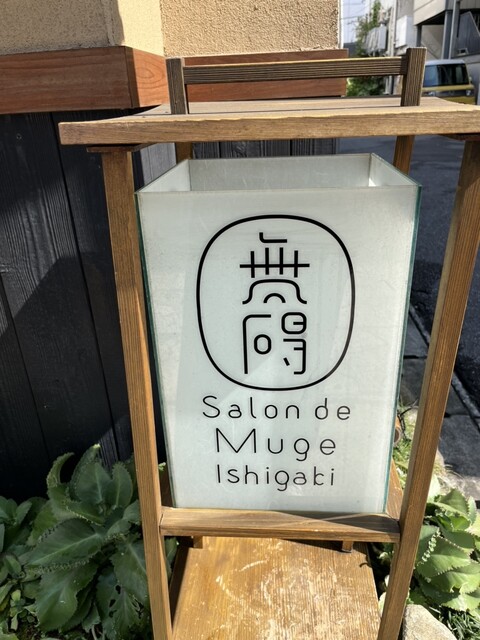 無
碍
Salon de
Muge
Ishigaki